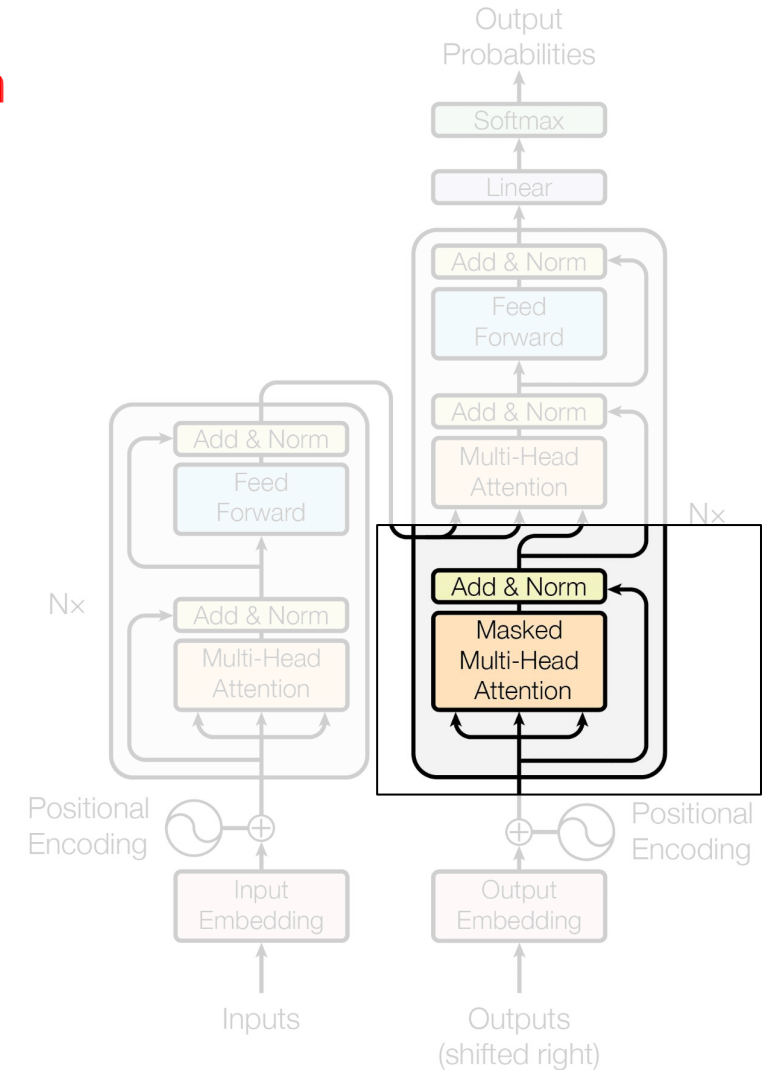 Output
Probabilities
Softmax
Linear
Add & Norm
Feed
Forward
Add & Norm
Multi-Head
Attention
Nx
Add & Norm
Masked
Multi-Head
Attention
Add & Norm
Feed
Forward
Nx
Add & Norm
Multi-Head
Attention
Positional
Encoding
Positional
Encoding
Input
Embedding
Output
Embedding
Inputs
Outputs
(shifted right)